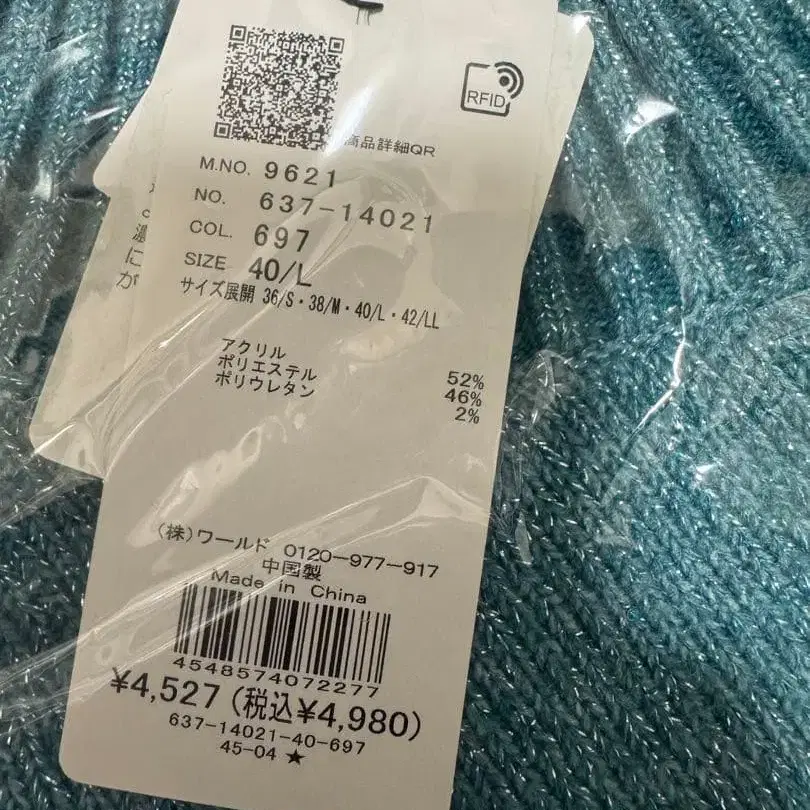 RFID
商品詳細QR
M.NO. 9621
NO. 637-14021
COL. 697
SIZE 40/L
サイズ展開 36/S・38/M・40/L・42/LL
アクリル 52%
ポリエステル 46%
ポリウレタン 2%
濃
に
が
(株)ワールド 0120-977-917
中国製
Made in China
4548574072277
¥4,527 (税込¥4,980)
637-14021-40-697
45-04 ★